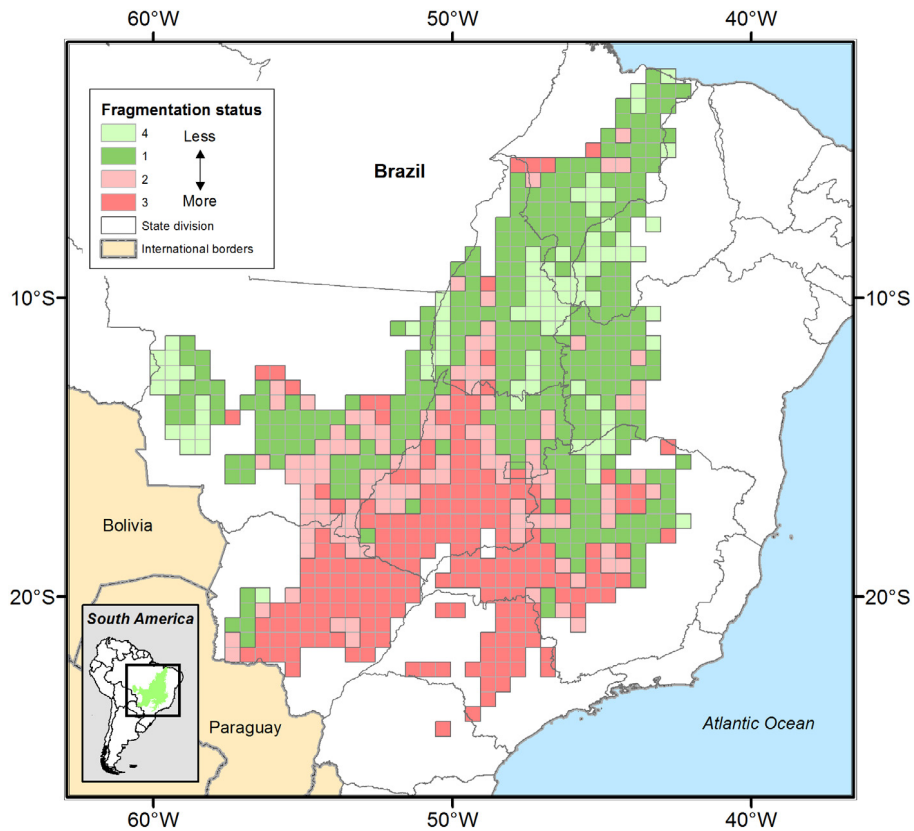 60°W 50°W 40°W
Fragmentation status
4 Less
1
2
3 More
State division
International borders
Brazil
10°S 10°S
Bolivia
20°S 20°S
South America
Paraguay
Atlantic Ocean
60°W 50°W 40°W